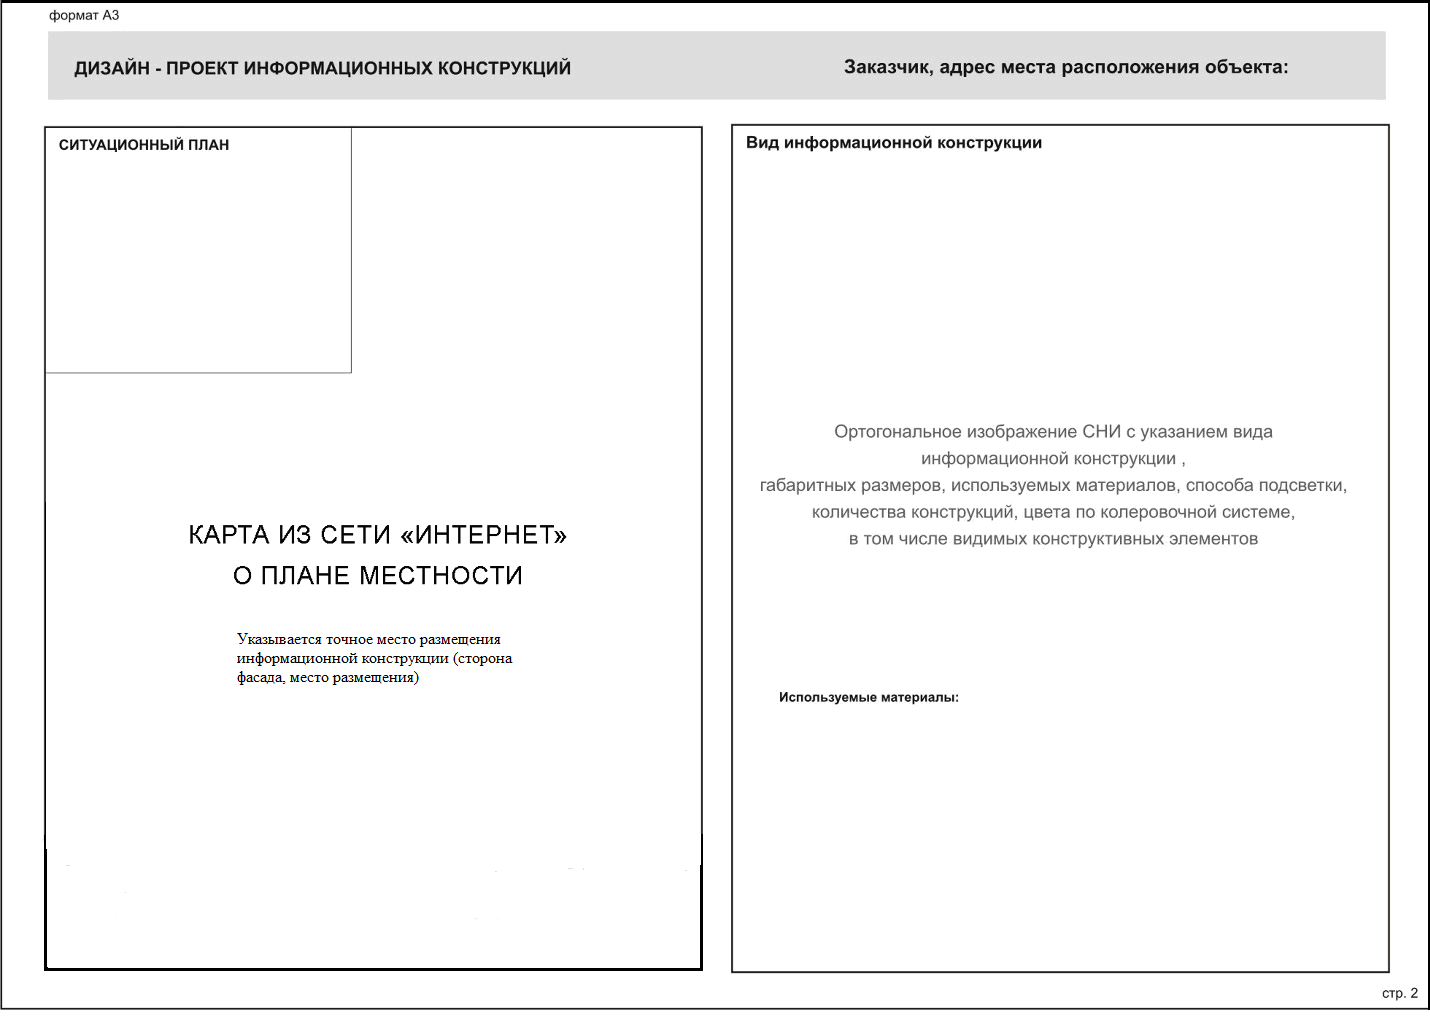 формат А3
ДИЗАЙН - ПРОЕКТ ИНФОРМАЦИОННЫХ КОНСТРУКЦИЙ
Заказчик, адрес места расположения объекта:
СИТУАЦИОННЫЙ ПЛАН
КАРТА ИЗ СЕТИ «ИНТЕРНЕТ»
О ПЛАНЕ МЕСТНОСТИ
Указывается точное место размещения
информационной конструкции (сторона
фасада, место размещения)
Вид информационной конструкции
Ортогональное изображение СНИ с указанием вида
информационной конструкции ,
габаритных размеров, используемых материалов, способа подсветки,
количества конструкций, цвета по колеровочной системе,
в том числе видимых конструктивных элементов
Используемые материалы:
стр. 2